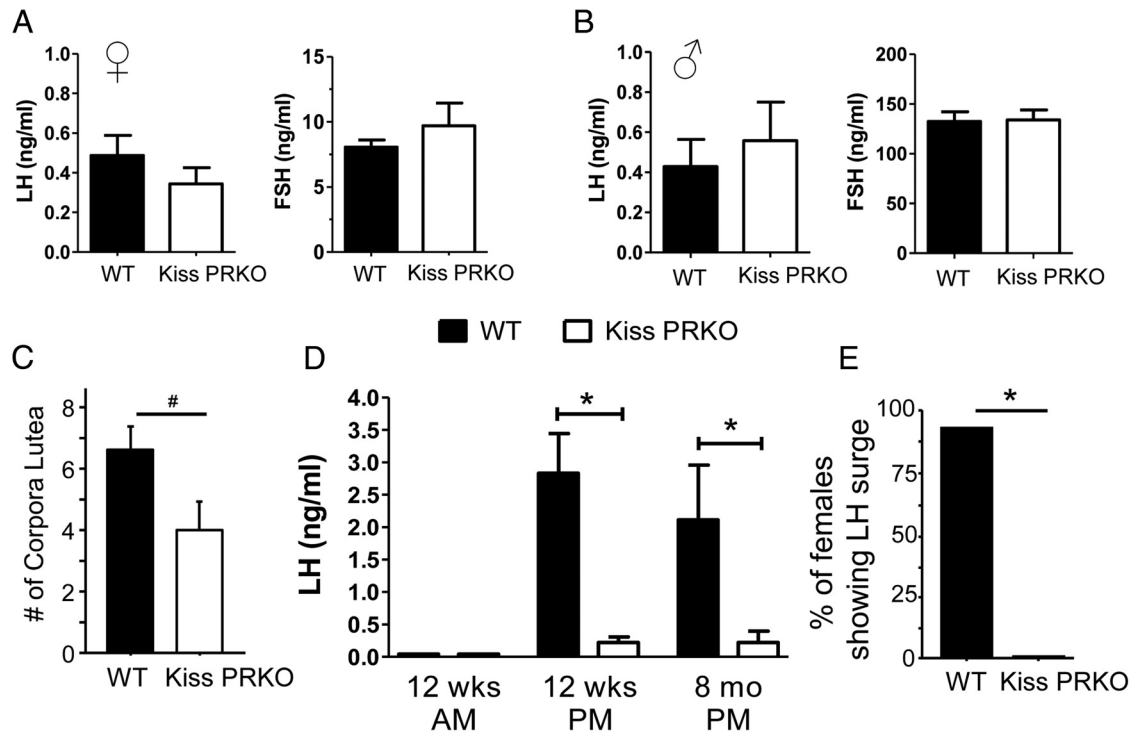 A
B
♀
♂
LH (ng/ml)
1.0
0.8
0.6
0.4
0.2
0.0
WT
Kiss PRKO
FSH (ng/ml)
15
10
5
0
WT
Kiss PRKO
LH (ng/ml)
1.0
0.8
0.6
0.4
0.2
0.0
WT
Kiss PRKO
FSH (ng/ml)
200
150
100
50
0
WT
Kiss PRKO
WT
Kiss PRKO
C
# of Corpora Lutea
8
6
4
2
0
#
WT
Kiss PRKO
D
LH (ng/ml)
4.0
3.5
3.0
2.5
2.0
1.5
1.0
0.5
0.0
*
*
12 wks
AM
12 wks
PM
8 mo
PM
E
% of females
showing LH surge
100
75
50
25
0
*
WT
Kiss PRKO